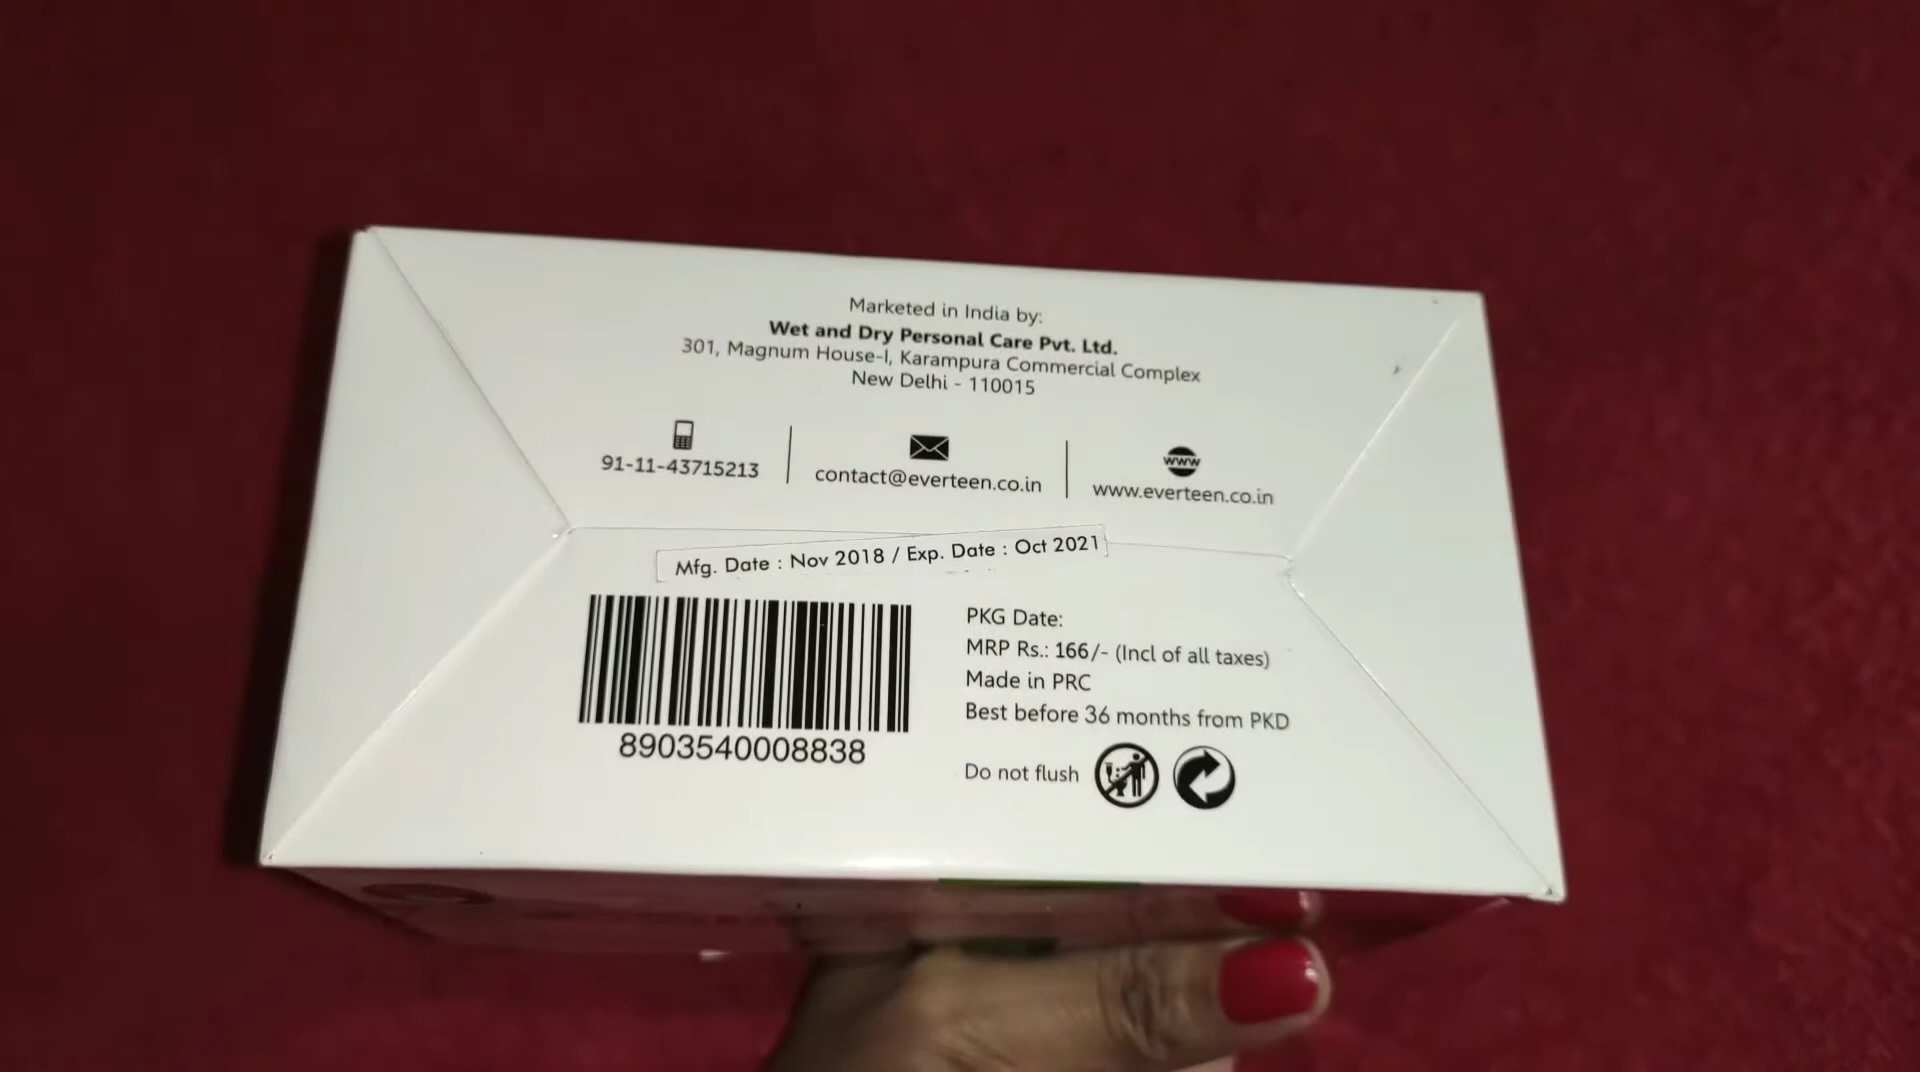 Marketed in India by:
Wet and Dry Personal Care Pvt. Ltd.
301, Magnum House-I, Karampura Commercial Complex
New Delhi - 110015
91-11-43715213
contact@everteen.co.in
www
www.everteen.co.in
Mfg. Date : Nov 2018 / Exp. Date : Oct 2021
8903540008838
PKG Date:
MRP Rs.: 166/- (Incl of all taxes)
Made in PRC
Best before 36 months from PKD
Do not flush